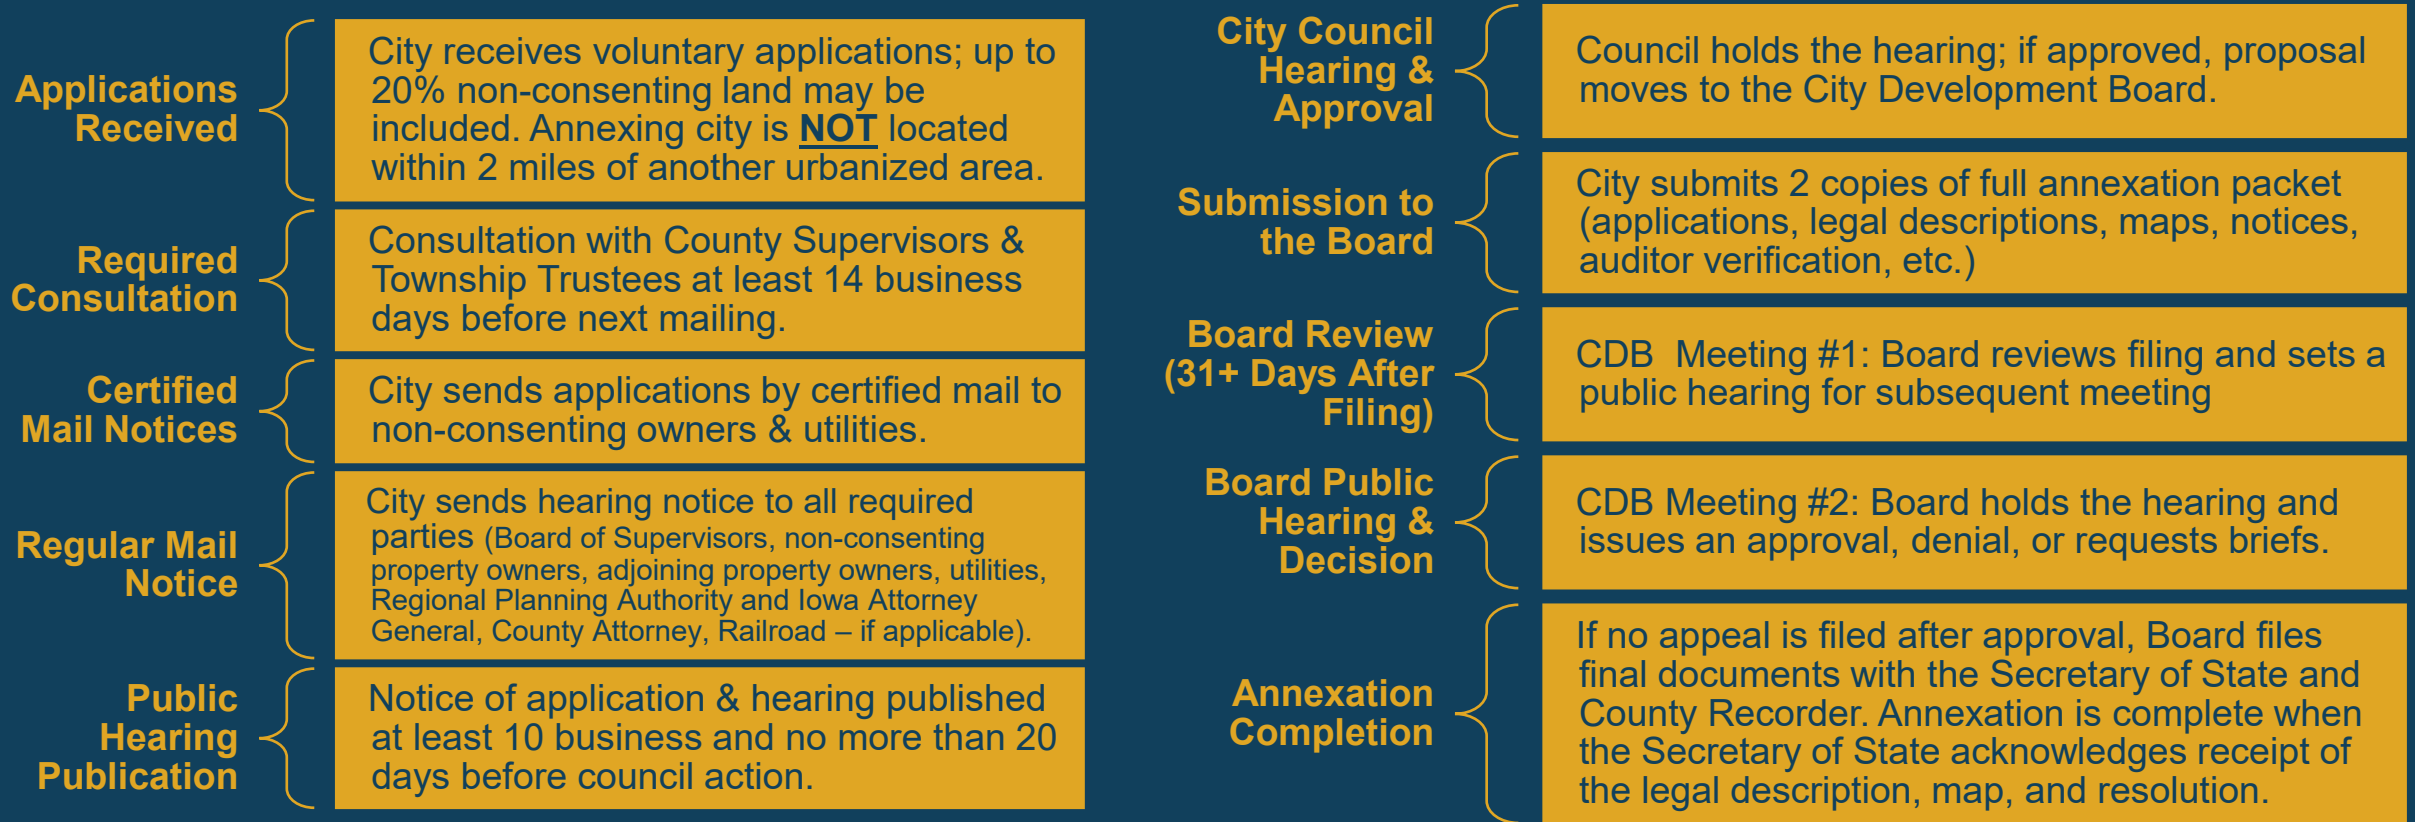 Applications
Received
City receives voluntary applications; up to
20% non-consenting land may be
included. Annexing city is NOT located
within 2 miles of another urbanized area.
Required
Consultation
Consultation with County Supervisors &
Township Trustees at least 14 business
days before next mailing.
Certified
Mail Notices
City sends applications by certified mail to
non-consenting owners & utilities.
Regular Mail
Notice
City sends hearing notice to all required
parties (Board of Supervisors, non-consenting
property owners, adjoining property owners, utilities,
Regional Planning Authority and Iowa Attorney
General, County Attorney, Railroad – if applicable).
Public
Hearing
Publication
Notice of application & hearing published
at least 10 business and no more than 20
days before council action.
City Council
Hearing &
Approval
Council holds the hearing; if approved, proposal
moves to the City Development Board.
Submission to
the Board
City submits 2 copies of full annexation packet
(applications, legal descriptions, maps, notices,
auditor verification, etc.)
Board Review
(31+ Days After
Filing)
CDB  Meeting #1: Board reviews filing and sets a
public hearing for subsequent meeting
Board Public
Hearing &
Decision
CDB Meeting #2: Board holds the hearing and
issues an approval, denial, or requests briefs.
Annexation
Completion
If no appeal is filed after approval, Board files
final documents with the Secretary of State and
County Recorder. Annexation is complete when
the Secretary of State acknowledges receipt of
the legal description, map, and resolution.